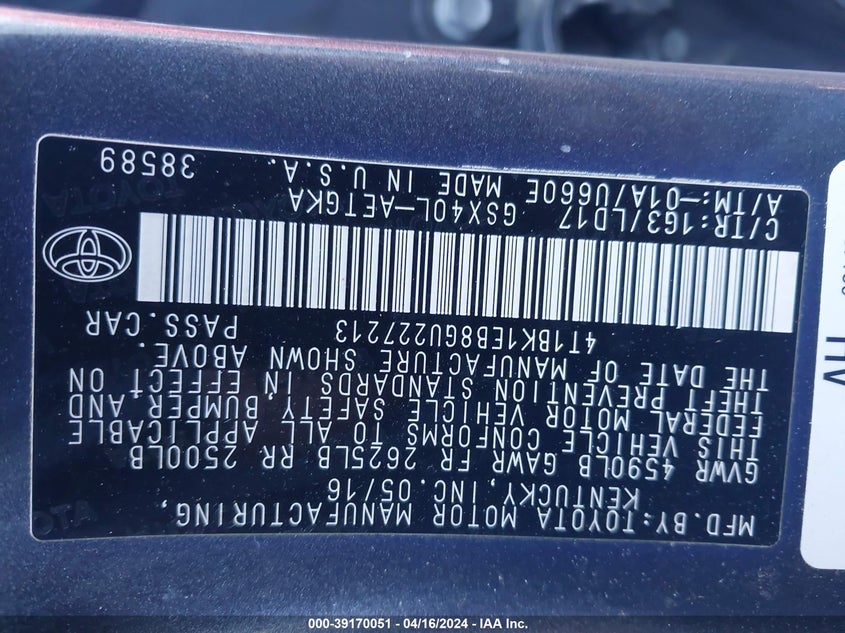 MFD.BY:TOYOTA MOTOR MANUFACTURING,
KENTUCKY,INC.05/16
GVWR 4590LB GAWR FR 2625LB RR 2500LB
THIS VEHICLE CONFORMS TO ALL APPLICABLE
FEDERAL MOTOR VEHICLE SAFETY,BUMPER AND
THEFT PREVENTION STANDARDS IN EFFECT ON
THE DATE OF MANUFACTURE SHOWN ABOVE.
4T1BK1EB8GU227213 PASS.CAR
C/TR:1G3/LD17 GSX40L-AETGKA
A/TM:-01A/U660E MADE IN U.S.A. 38589
HV
000-39170051 - 04/16/2024 - IAA Inc.